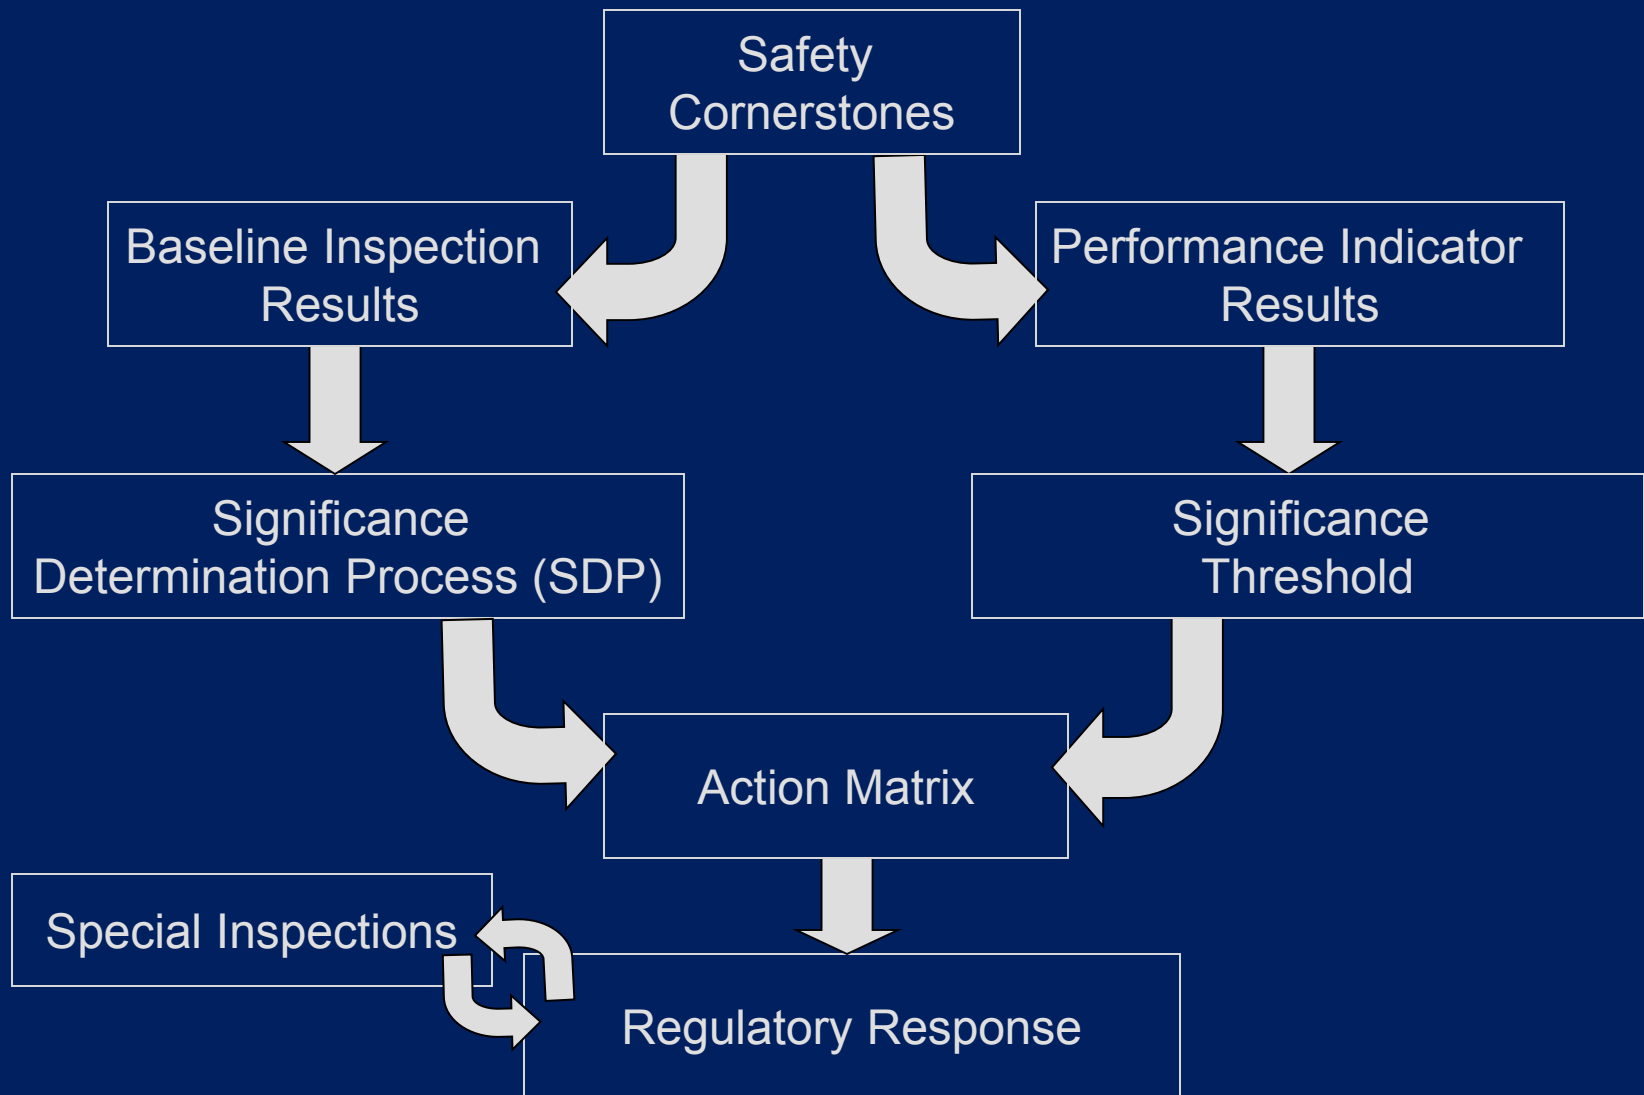 Safety
Cornerstones
Baseline Inspection
Results
Performance Indicator
Results
Significance
Determination Process (SDP)
Significance
Threshold
Action Matrix
Special Inspections
Regulatory Response